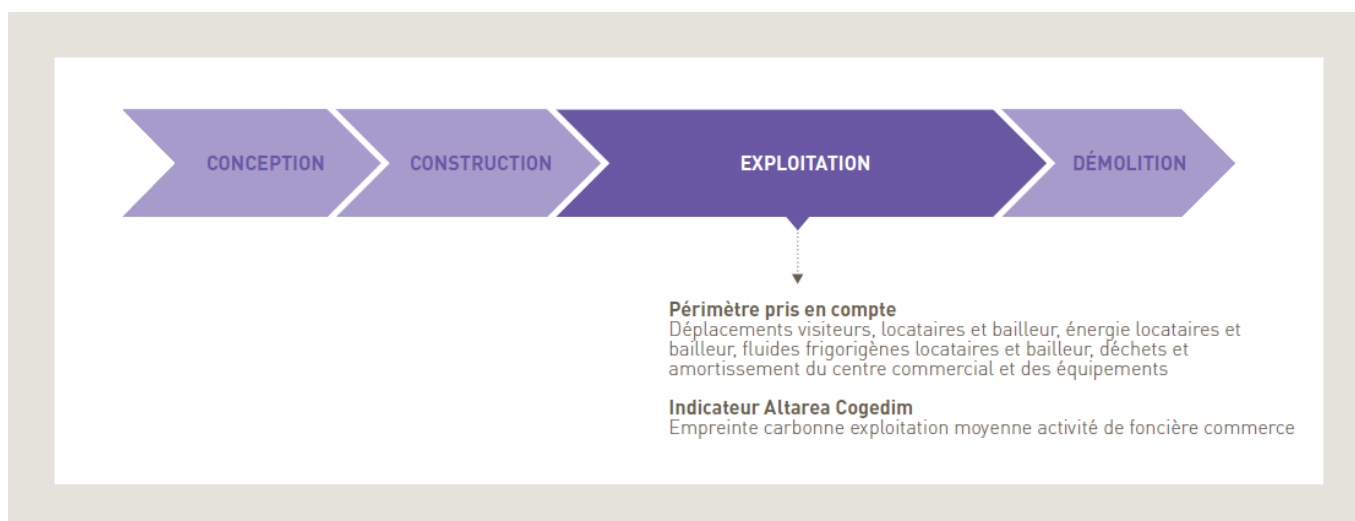 CONCEPTION
CONSTRUCTION
EXPLOITATION
DÉMOLITION
Périmètre pris en compte
Déplacements visiteurs, locataires et bailleur, énergie locataires et
bailleur, fluides frigorigènes locataires et bailleur, déchets et
amortissement du centre commercial et des équipements
Indicateur Altarea Cogedim
Empreinte carbonne exploitation moyenne activité de foncière commerce